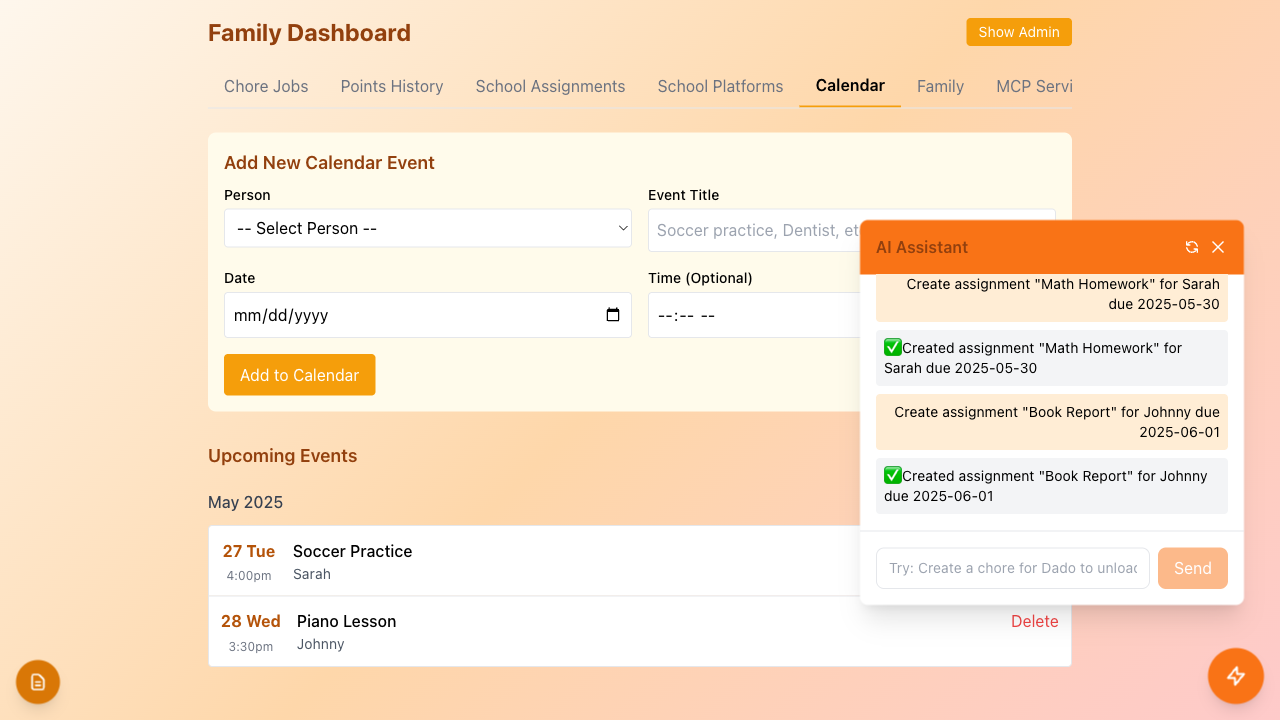 Family Dashboard
Show Admin
Chore Jobs
Points History
School Assignments
School Platforms
Calendar
Family
MCP Servi
Add New Calendar Event
Person
Event Title
-- Select Person --
Soccer practice, Dentist, et
Date
Time (Optional)
mm/dd/yyyy
--:-- --
Add to Calendar
AI Assistant
Create assignment "Math Homework" for Sarah
due 2025-05-30
✅Created assignment "Math Homework" for
Sarah due 2025-05-30
Create assignment "Book Report" for Johnny due
2025-06-01
✅Created assignment "Book Report" for Johnny
due 2025-06-01
Try: Create a chore for Dado to unload
Send
Upcoming Events
May 2025
27 Tue
Soccer Practice
4:00pm
Sarah
28 Wed
Piano Lesson
Delete
3:30pm
Johnny